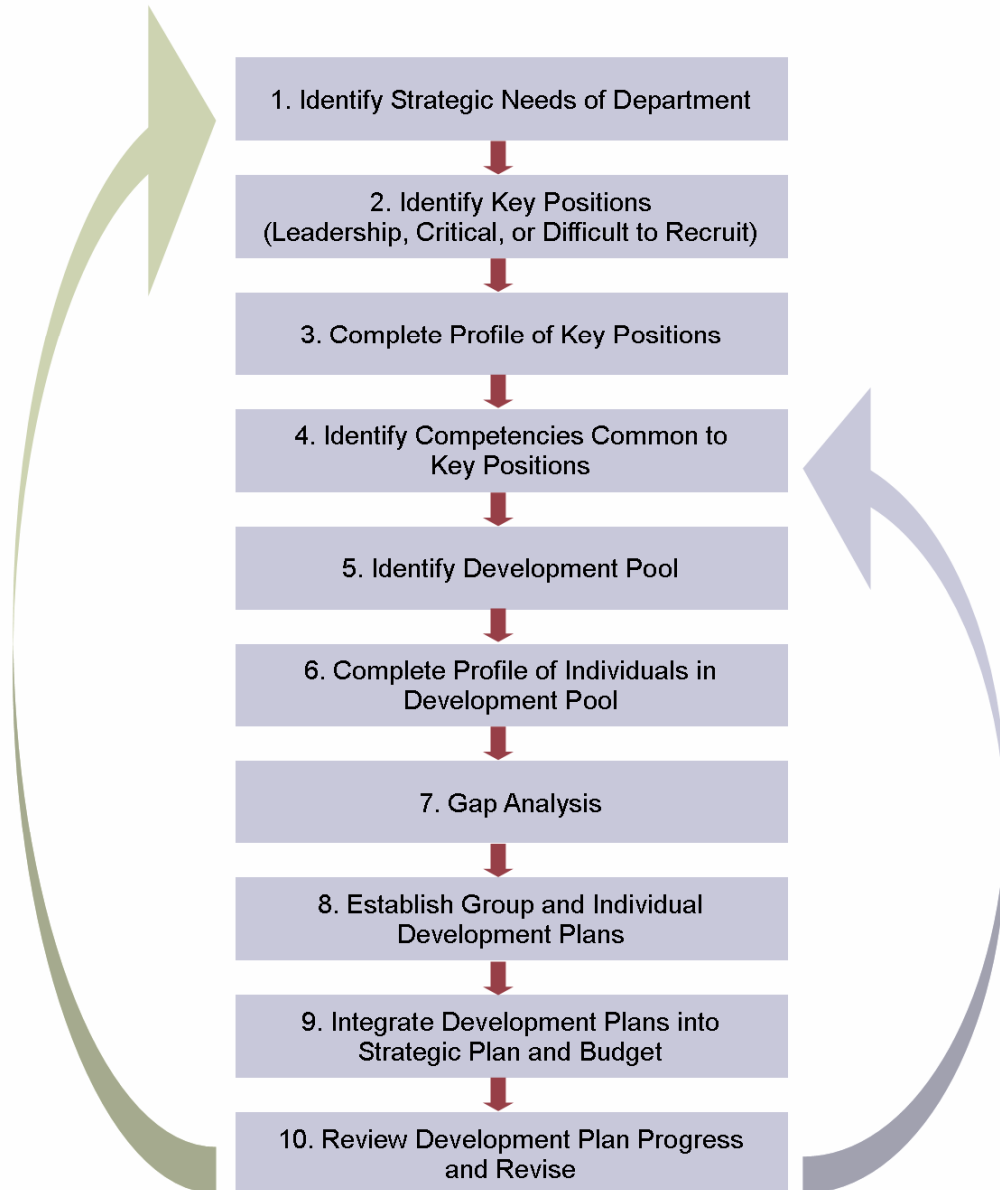 1. Identify Strategic Needs of Department
2. Identify Key Positions
(Leadership, Critical, or Difficult to Recruit)
3. Complete Profile of Key Positions
4. Identify Competencies Common to
Key Positions
5. Identify Development Pool
6. Complete Profile of Individuals in
Development Pool
7. Gap Analysis
8. Establish Group and Individual
Development Plans
9. Integrate Development Plans into
Strategic Plan and Budget
10. Review Development Plan Progress
and Revise